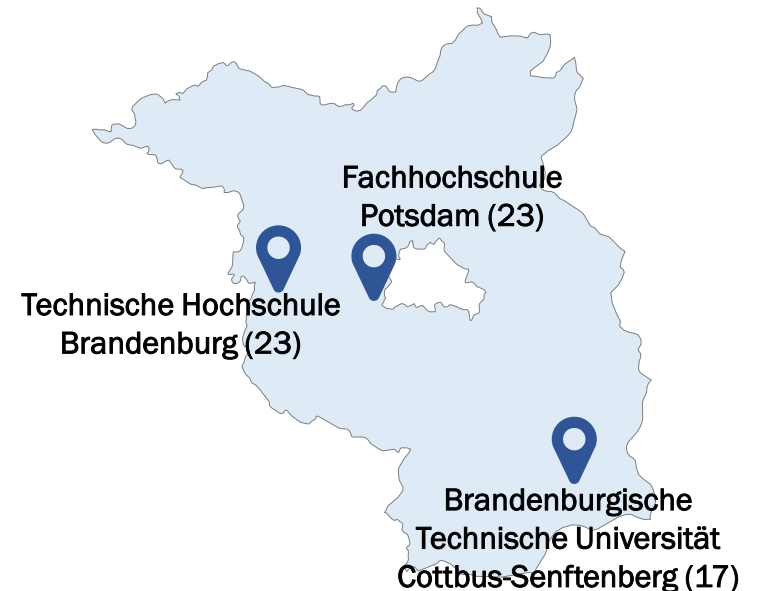 Fachhochschule
Potsdam (23)
Technische Hochschule
Brandenburg (23)
Brandenburgische
Technische Universität
Cottbus-Senftenberg (17)